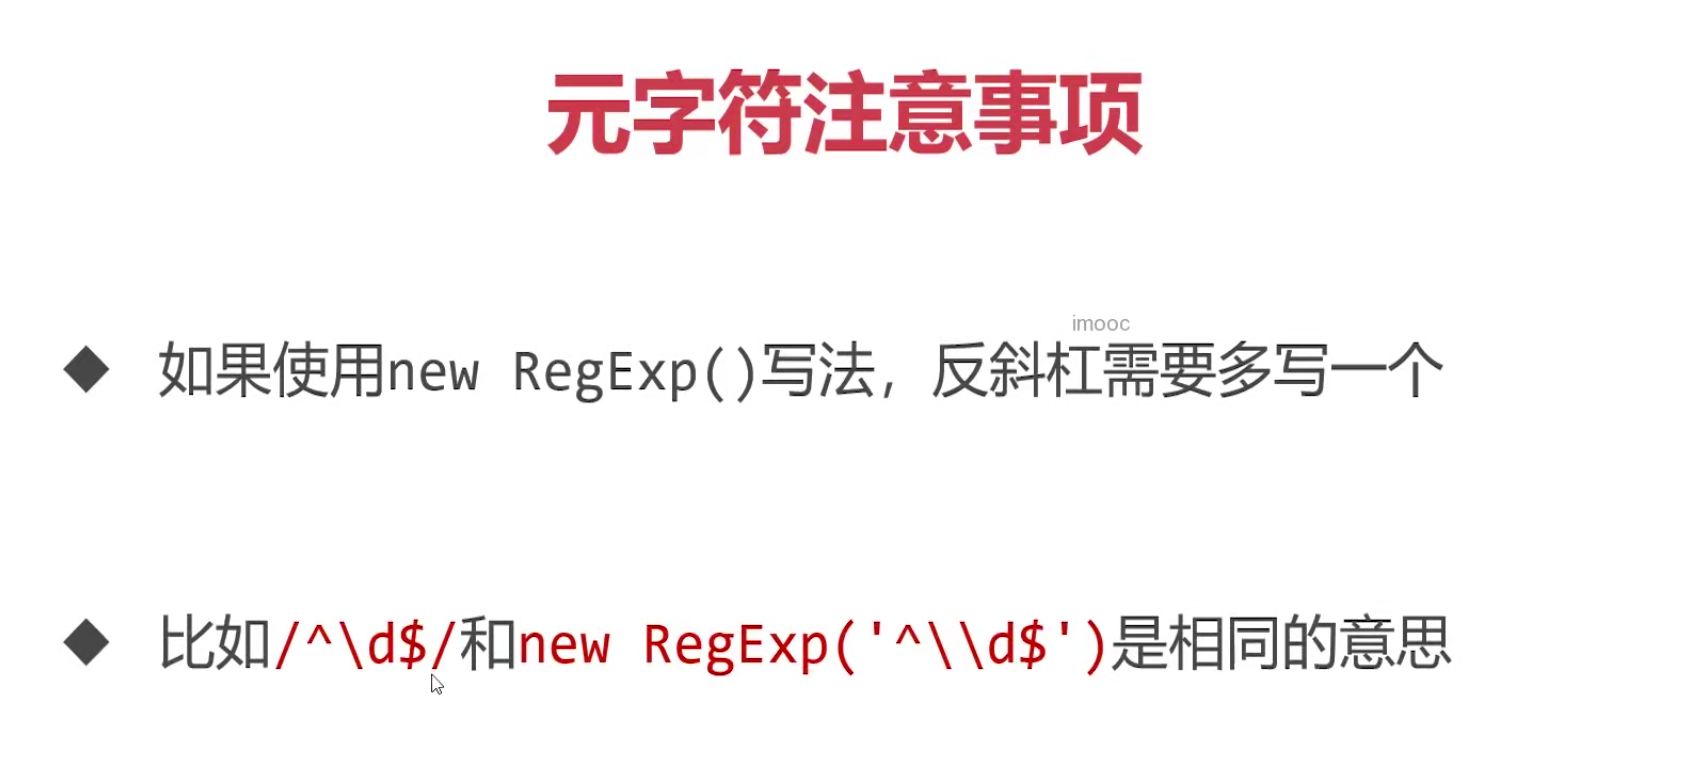 元字符注意事项
imooc
◆ 如果使用new RegExp()写法，反斜杠需要多写一个
◆ 比如/^\d$/和new RegExp('^\\d$')是相同的意思